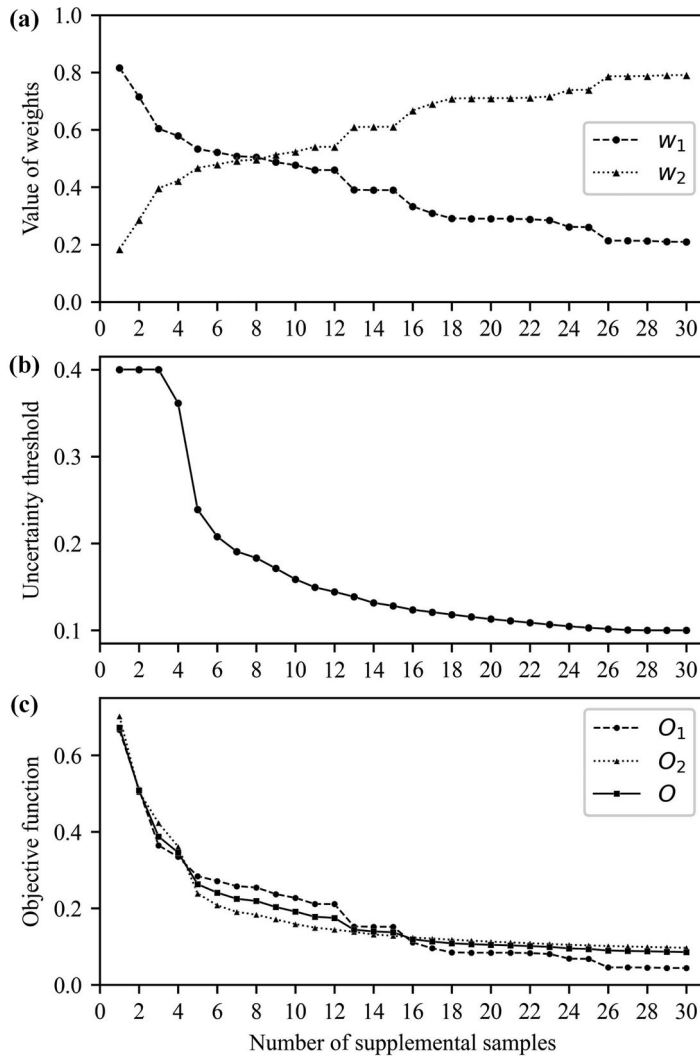 (a)
Value of weights
1.0
0.8
0.6
0.4
0.2
0.0
w1
w2
0 2 4 6 8 10 12 14 16 18 20 22 24 26 28 30
(b)
Uncertainty threshold
0.4
0.3
0.2
0.1
0 2 4 6 8 10 12 14 16 18 20 22 24 26 28 30
(c)
Objective function
0.6
0.4
0.2
0.0
O1
O2
O
0 2 4 6 8 10 12 14 16 18 20 22 24 26 28 30
Number of supplemental samples